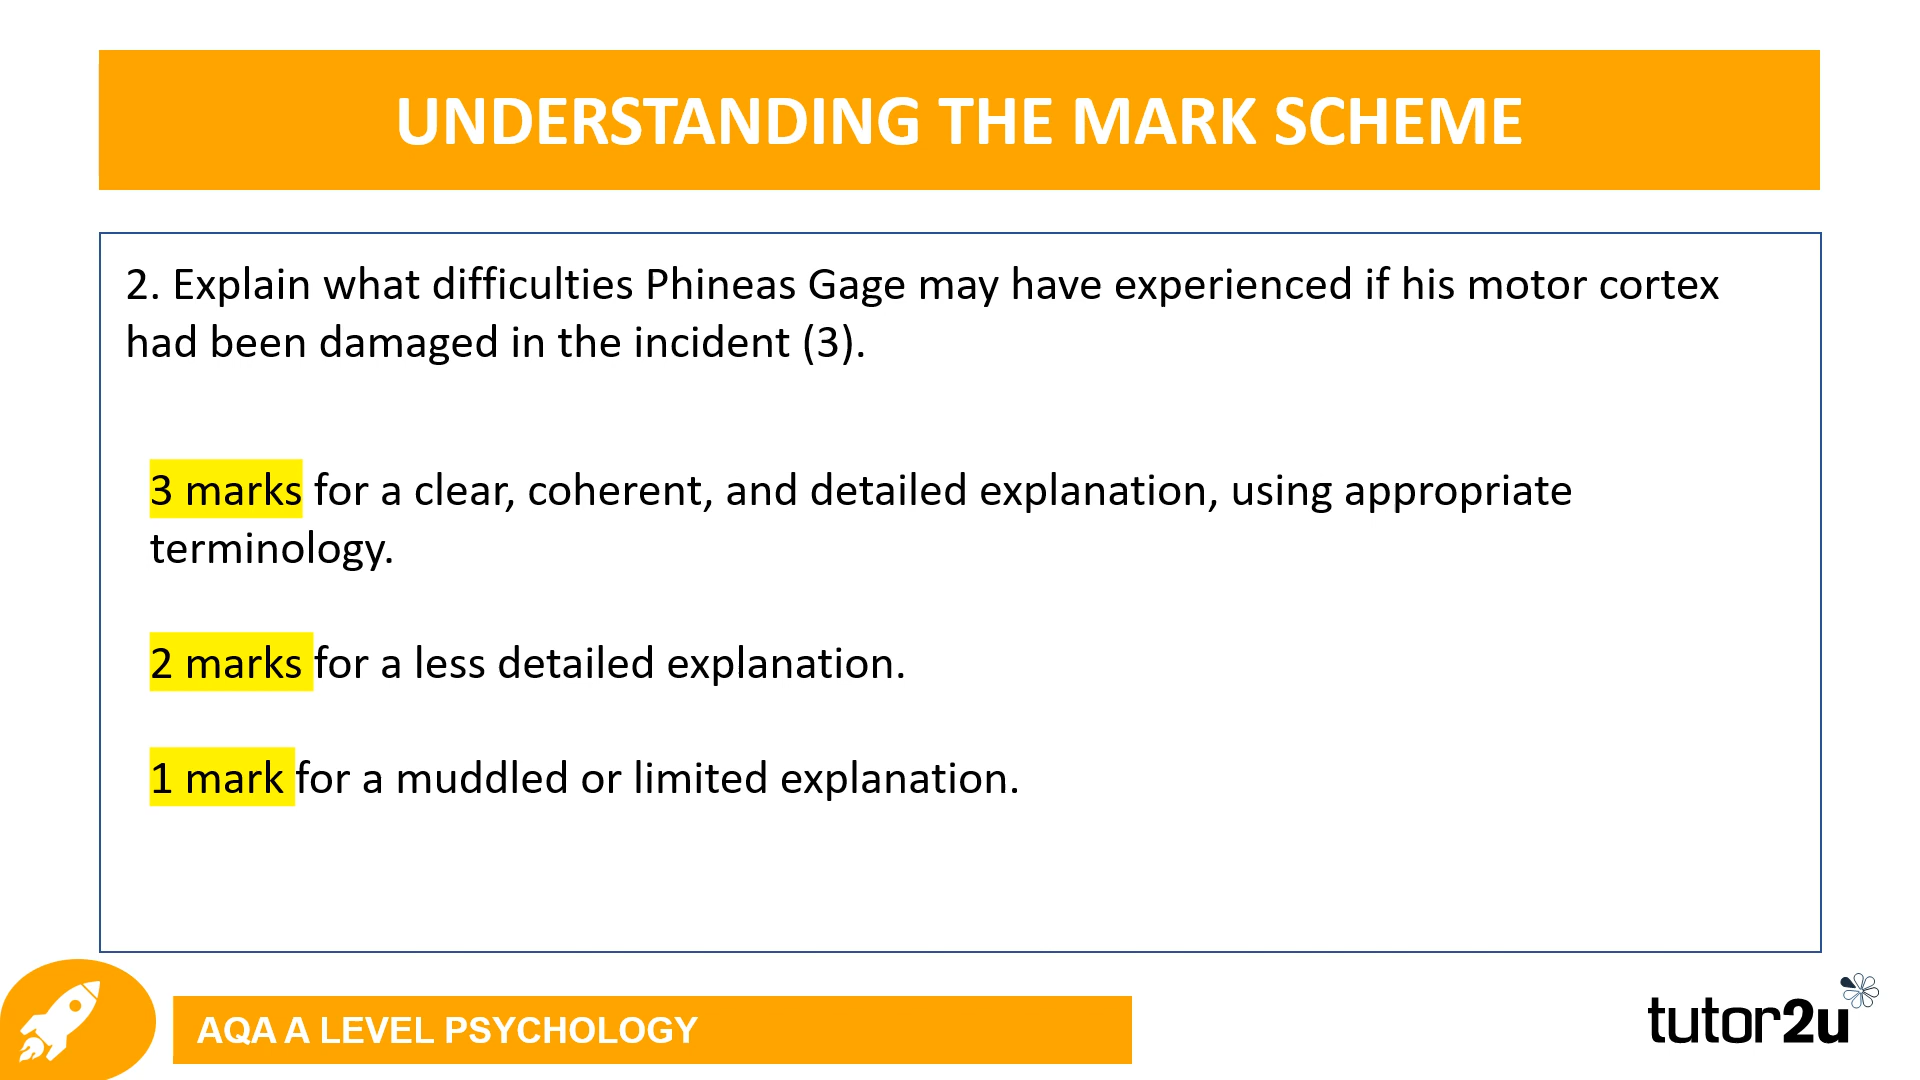 UNDERSTANDING THE MARK SCHEME
2. Explain what difficulties Phineas Gage may have experienced if his motor cortex
had been damaged in the incident (3).
3 marks for a clear, coherent, and detailed explanation, using appropriate
terminology.
2 marks for a less detailed explanation.
1 mark for a muddled or limited explanation.
AQA A LEVEL PSYCHOLOGY
tutor2u